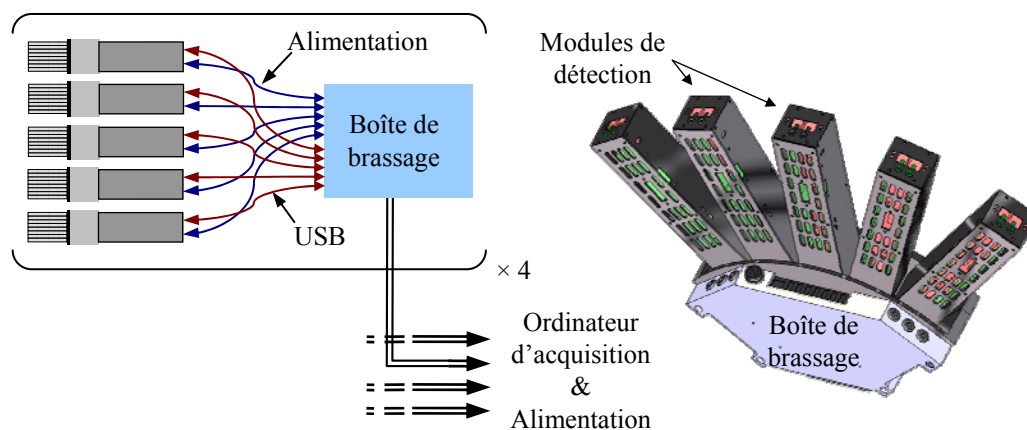 Alimentation
Boîte de
brassage
USB
× 4
Ordinateur
d’acquisition
&
Alimentation
Modules de
détection
Boîte de
brassage